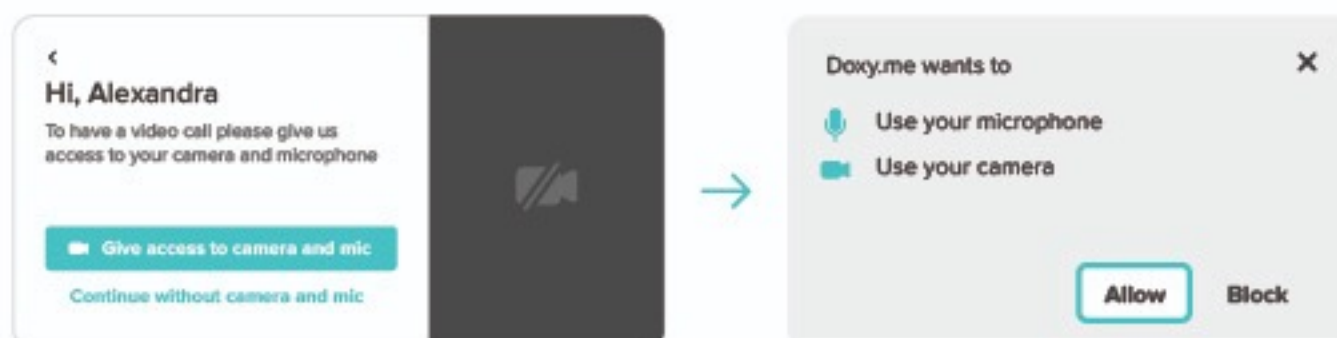 Hi, Alexandra
To have a video call please give us
access to your camera and microphone
Give access to camera and mic
Continue without camera and mic
Doxy.me wants to
Use your microphone
Use your camera
Allow
Block